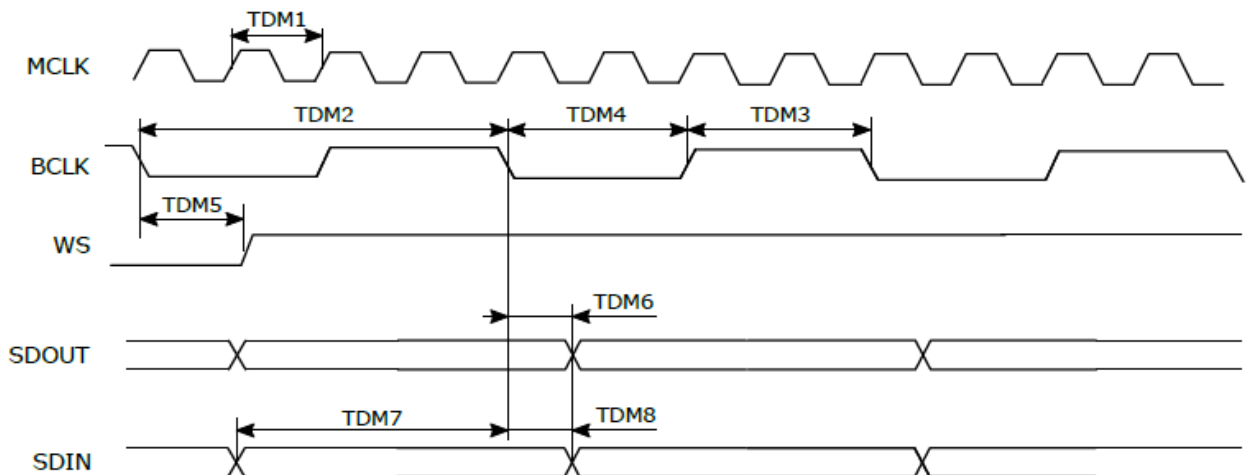 TDM1
MCLK
TDM2 TDM4 TDM3
BCLK
TDM5
WS
TDM6
SDOUT
TDM7 TDM8
SDIN